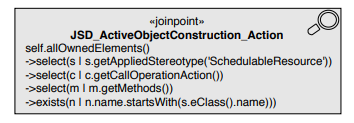 «joinpoint»
JSD_ActiveObjectConstruction_Action
self.allOwnedElements()
->select(s | s.getAppliedStereotype('SchedulableResource'))
->select(c | c.getCallOperationAction())
->select(m | m.getMethods())
->exists(n | n.name.startsWith(s.eClass().name)))